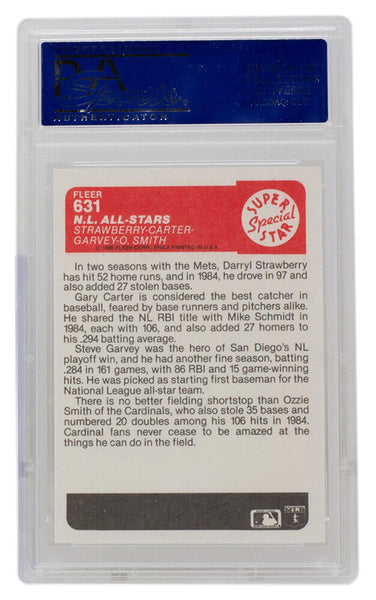 PSA
AUTHENTICATOR
FLEER
631
N.L. ALL-STARS
STRAWBERRY-CARTER-
GARVEY-O. SMITH
© 1985 FLEER CORP., PHILA PRINTED IN U.S.A.
SUPER
Special
STAR
In two seasons with the Mets, Darryl Strawberry
has hit 52 home runs, and in 1984, he drove in 97 and
also added 27 stolen bases.
Gary Carter is considered the best catcher in
baseball, feared by base runners and pitchers alike.
He shared the NL RBI title with Mike Schmidt in
1984, each with 106, and also added 27 homers to
his .294 batting average.
Steve Garvey was the hero of San Diego's NL
playoff win, and he had another fine season, batting
.284 in 161 games, with 86 RBI and 15 game-winning
hits. He was picked as starting first baseman for the
National League all-star team.
There is no better fielding shortstop than Ozzie
Smith of the Cardinals, who also stole 35 bases and
numbered 20 doubles among his 106 hits in 1984.
Cardinal fans never cease to be amazed at the
things he can do in the field.